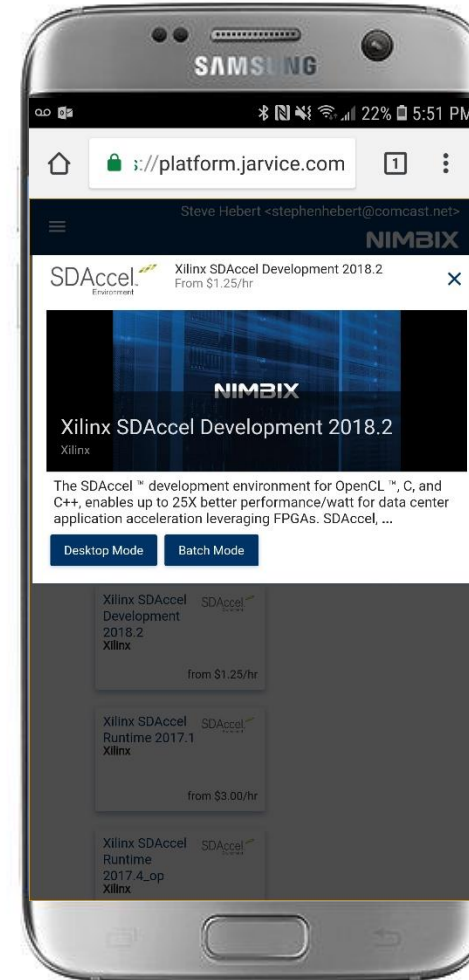 SAMSUNG
22% 5:51 PM
s://platform.jarvice.com
1
Steve Hebert <stephenhebert@comcast.net>
NIMBIX
SDAccel™
Environment
Xilinx SDAccel Development 2018.2
From $1.25/hr
NIMBIX
Xilinx SDAccel Development 2018.2
Xilinx
The SDAccel ™ development environment for OpenCL ™, C, and
C++, enables up to 25X better performance/watt for data center
application acceleration leveraging FPGAs. SDAccel, ...
Desktop Mode
Batch Mode
Xilinx SDAccel
Development
2018.2
Xilinx
SDAccel
from $1.25/hr
Xilinx SDAccel
Runtime 2017.1
Xilinx
SDAccel
from $3.00/hr
Xilinx SDAccel
Runtime
2017.4_op
Xilinx
SDAccel